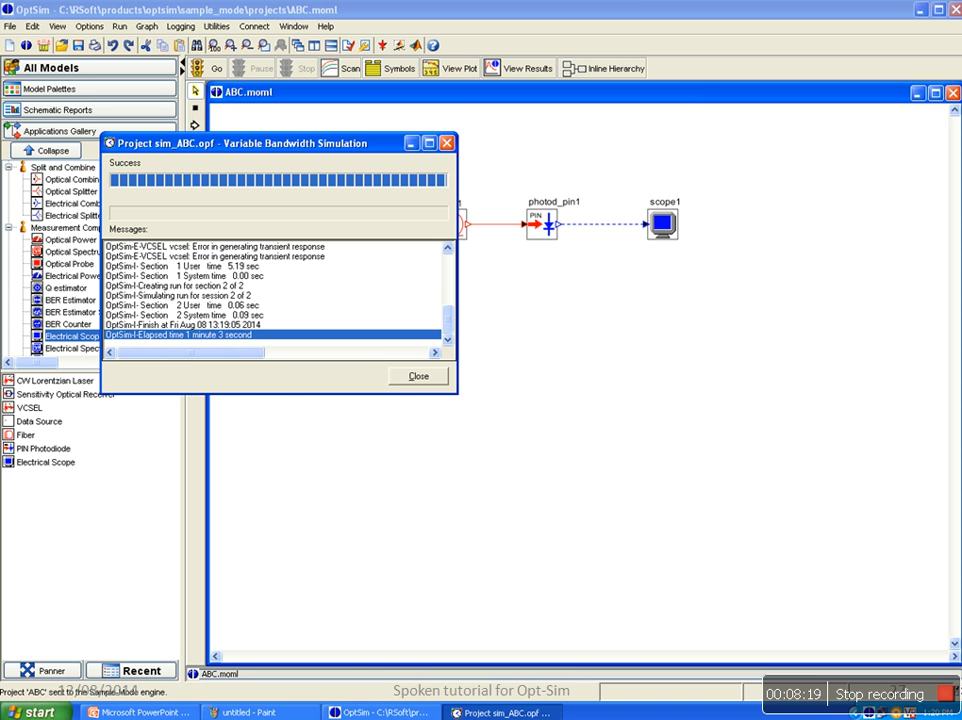 OptSim - C:\RSoft\products\optsim\sample_mode\projects\ABC.moml
File Edit View Options Run Graph Logging Utilities Connect Window Help
All Models
Go Pause Stop Scan Symbols View Plot View Results Inline Hierarchy
Model Palettes
ABC.moml
Schematic Reports
Applications Gallery
Collapse
Split and Combine
Optical Combin
Optical Splitter
Electrical Comb
Electrical Splitte
Measurement Comp
Optical Power
Optical Spectru
Optical Probe
Electrical Powe
Q estimator
BER Estimator
BER Estimator
BER Counter
Electrical Scop
Electrical Spec
CW Lorentzian Laser
Sensitivity Optical Receiver
VCSEL
Data Source
Fiber
PIN Photodiode
Electrical Scope
Project sim_ABC.opf - Variable Bandwidth Simulation
Success
Messages:
OptSim-E-VCSEL vcsel: Error in generating transient response
OptSim-E-VCSEL vcsel: Error in generating transient response
OptSim-I- Section 1 User time 5.19 sec
OptSim-I- Section 1 System time 0.00 sec
OptSim-I-Creating run for session 2 of 2
OptSim-I-Simulating run for session 2 of 2
OptSim-I- Section 2 User time 0.06 sec
OptSim-I- Section 2 System time 0.09 sec
OptSim-I-Finish at Fri Aug 08 13:19:05 2014
OptSim-I-Elapsed time 1 minute 3 second
Close
photod_pin1
scope1
PIN
Panner Recent
ABC.moml
Project 'ABC' sent to the Sample-Mode engine.
13/08/2014
Spoken tutorial for Opt-Sim
00:08:19 Stop recording
start
Microsoft PowerPoint ...
untitled - Paint
OptSim - C:\RSoft\pr...
Project sim_ABC.opf ...
1:20 PM